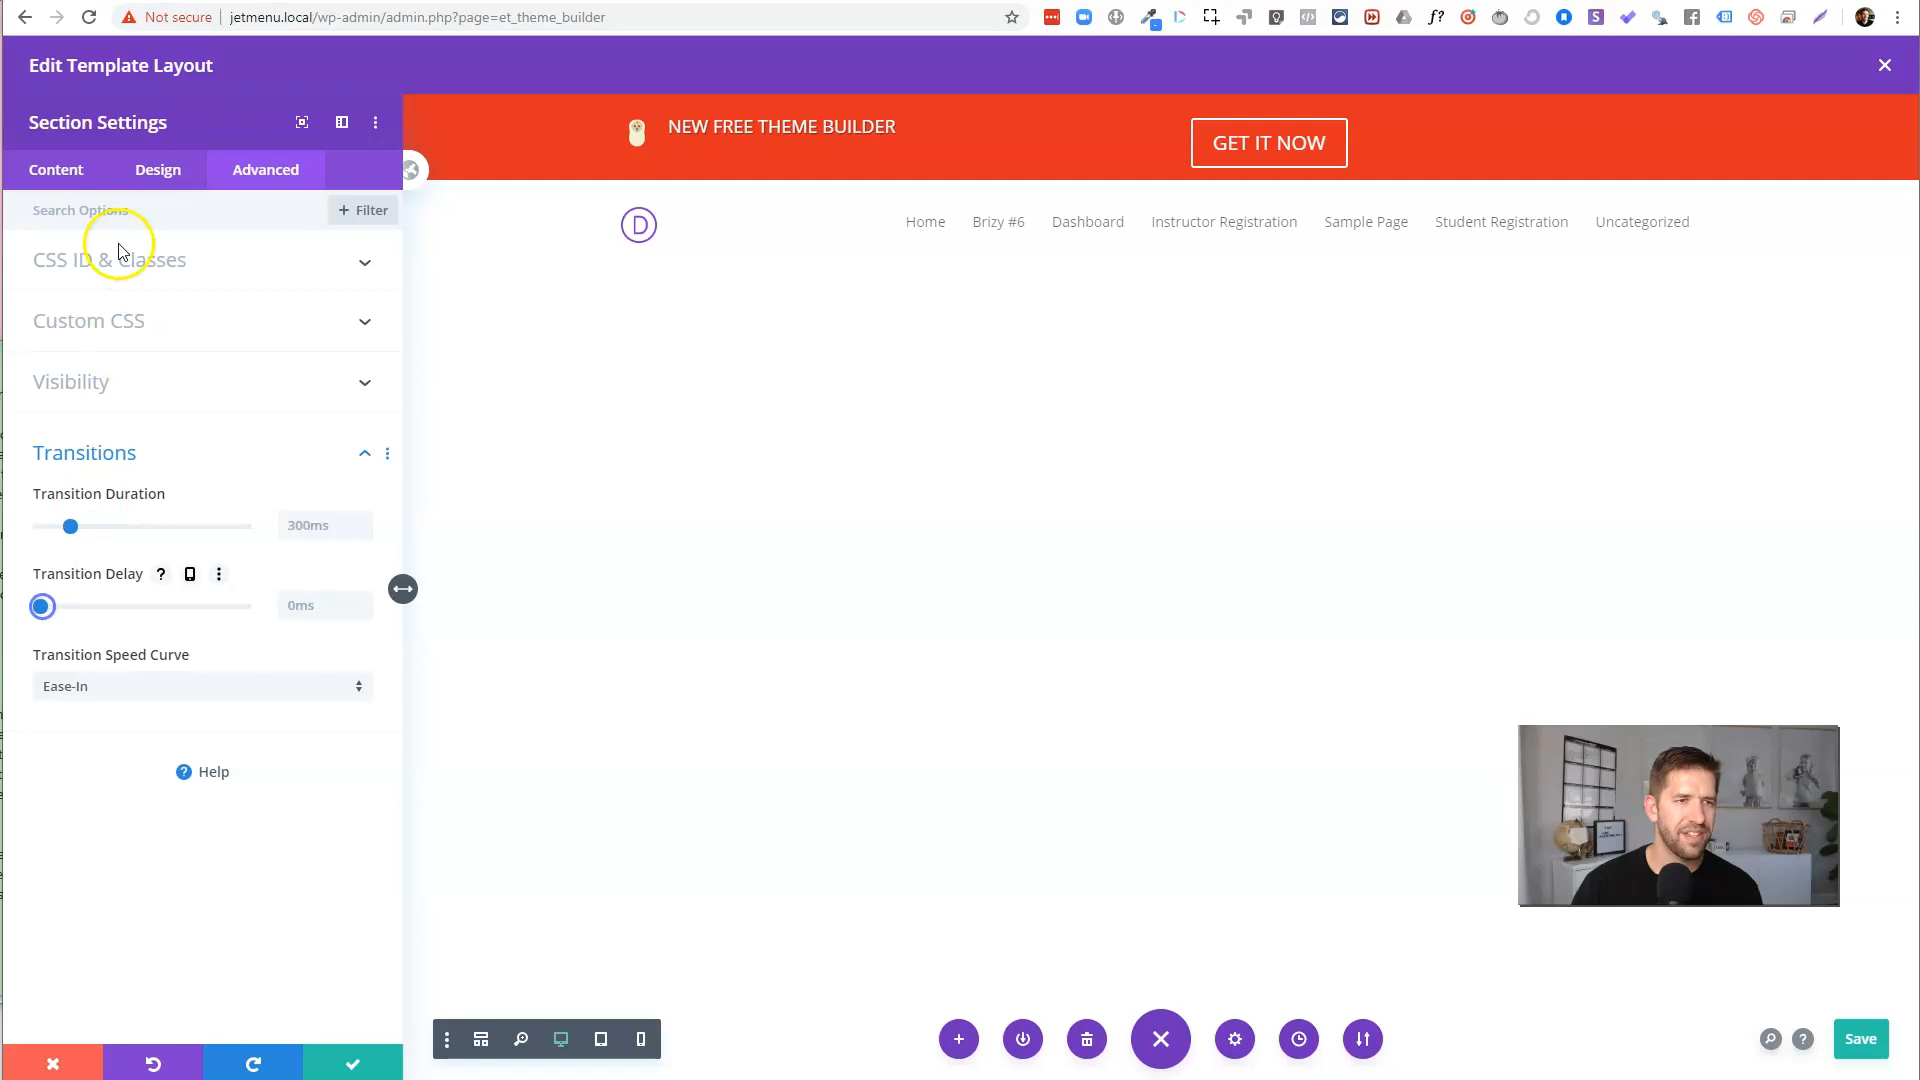 Not secure
jetmenu.local/wp-admin/admin.php?page=et_theme_builder
Edit Template Layout
Section Settings
Content
Design
Advanced
Search Options
+ Filter
CSS ID & Classes
Custom CSS
Visibility
Transitions
Transition Duration
300ms
Transition Delay
0ms
Transition Speed Curve
Ease-In
Help
NEW FREE THEME BUILDER
GET IT NOW
D
Home
Brizy #6
Dashboard
Instructor Registration
Sample Page
Student Registration
Uncategorized
Save